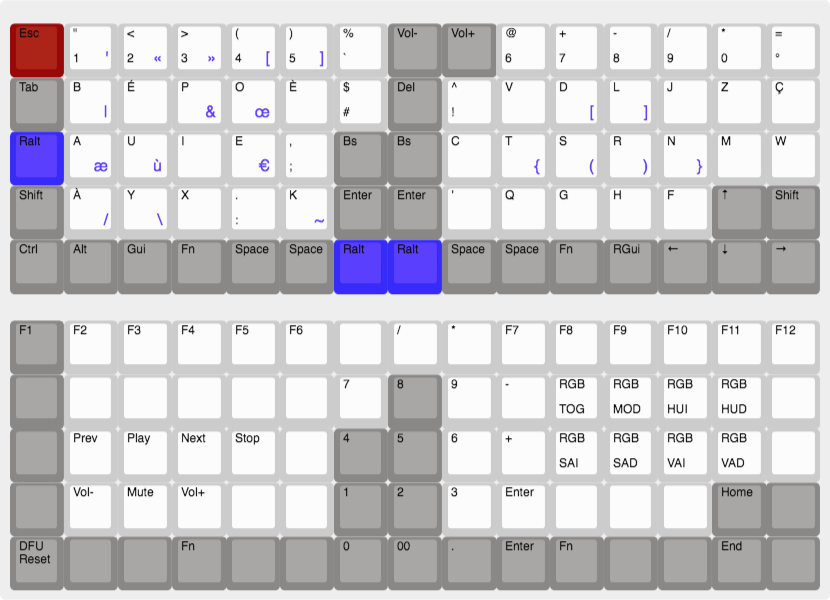 Esc " < > ( ) % Vol- Vol+ @ + - / * =
1 ' 2 « 3 » 4 [ 5 ] ` 6 7 8 9 0 °
Tab B É P O È $ Del ^ V D L J Z Ç
| & œ # ! [ ]
Ralt A U I E , Bs Bs C T S R N M W
æ ù € ; { ( ) }
Shift À Y X . K Enter Enter ' Q G H F ↑ Shift
/ \ : ~
Ctrl Alt Gui Fn Space Space Ralt Ralt Space Space Fn RGui ← ↓ →
F1 F2 F3 F4 F5 F6 / * F7 F8 F9 F10 F11 F12
7 8 9 - RGB RGB RGB RGB
TOG MOD HUI HUD
Prev Play Next Stop 4 5 6 + RGB RGB RGB RGB
SAI SAD VAI VAD
Vol- Mute Vol+ 1 2 3 Enter Home
DFU Fn 0 00 . Enter Fn End
Reset